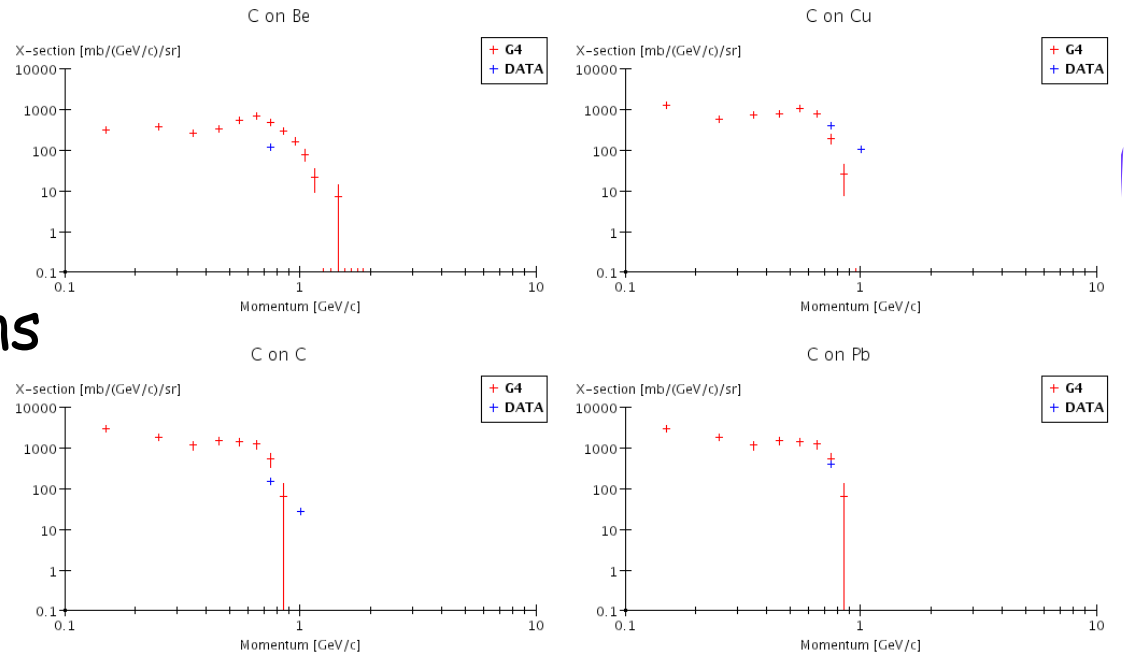 C on Be
X-section [mb/(GeV/c)/sr]
+ G4
+ DATA
10000
1000
100
10
1
0.1
0.1
1
10
Momentum [GeV/c]
C on Cu
X-section [mb/(GeV/c)/sr]
+ G4
+ DATA
10000
1000
100
10
1
0.1
0.1
1
10
Momentum [GeV/c]
ns
C on C
X-section [mb/(GeV/c)/sr]
+ G4
+ DATA
10000
1000
100
10
1
0.1
0.1
1
10
Momentum [GeV/c]
C on Pb
X-section [mb/(GeV/c)/sr]
+ G4
+ DATA
10000
1000
100
10
1
0.1
0.1
1
10
Momentum [GeV/c]